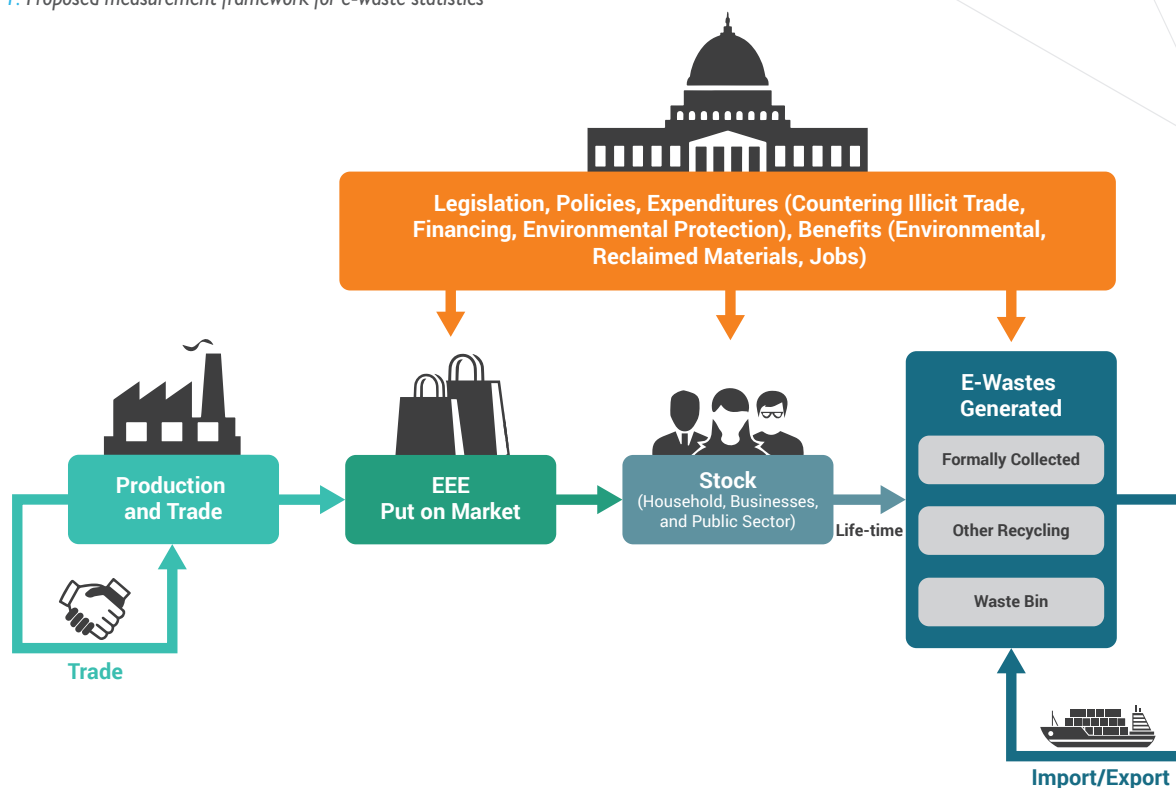 1. Proposed measurement framework for e-waste statistics
Legislation, Policies, Expenditures (Countering Illicit Trade,
Financing, Environmental Protection), Benefits (Environmental,
Reclaimed Materials, Jobs)
Production
and Trade
EEE
Put on Market
Stock
(Household, Businesses,
and Public Sector)
Life-time
E-Wastes
Generated
Formally Collected
Other Recycling
Waste Bin
Trade
Import/Export